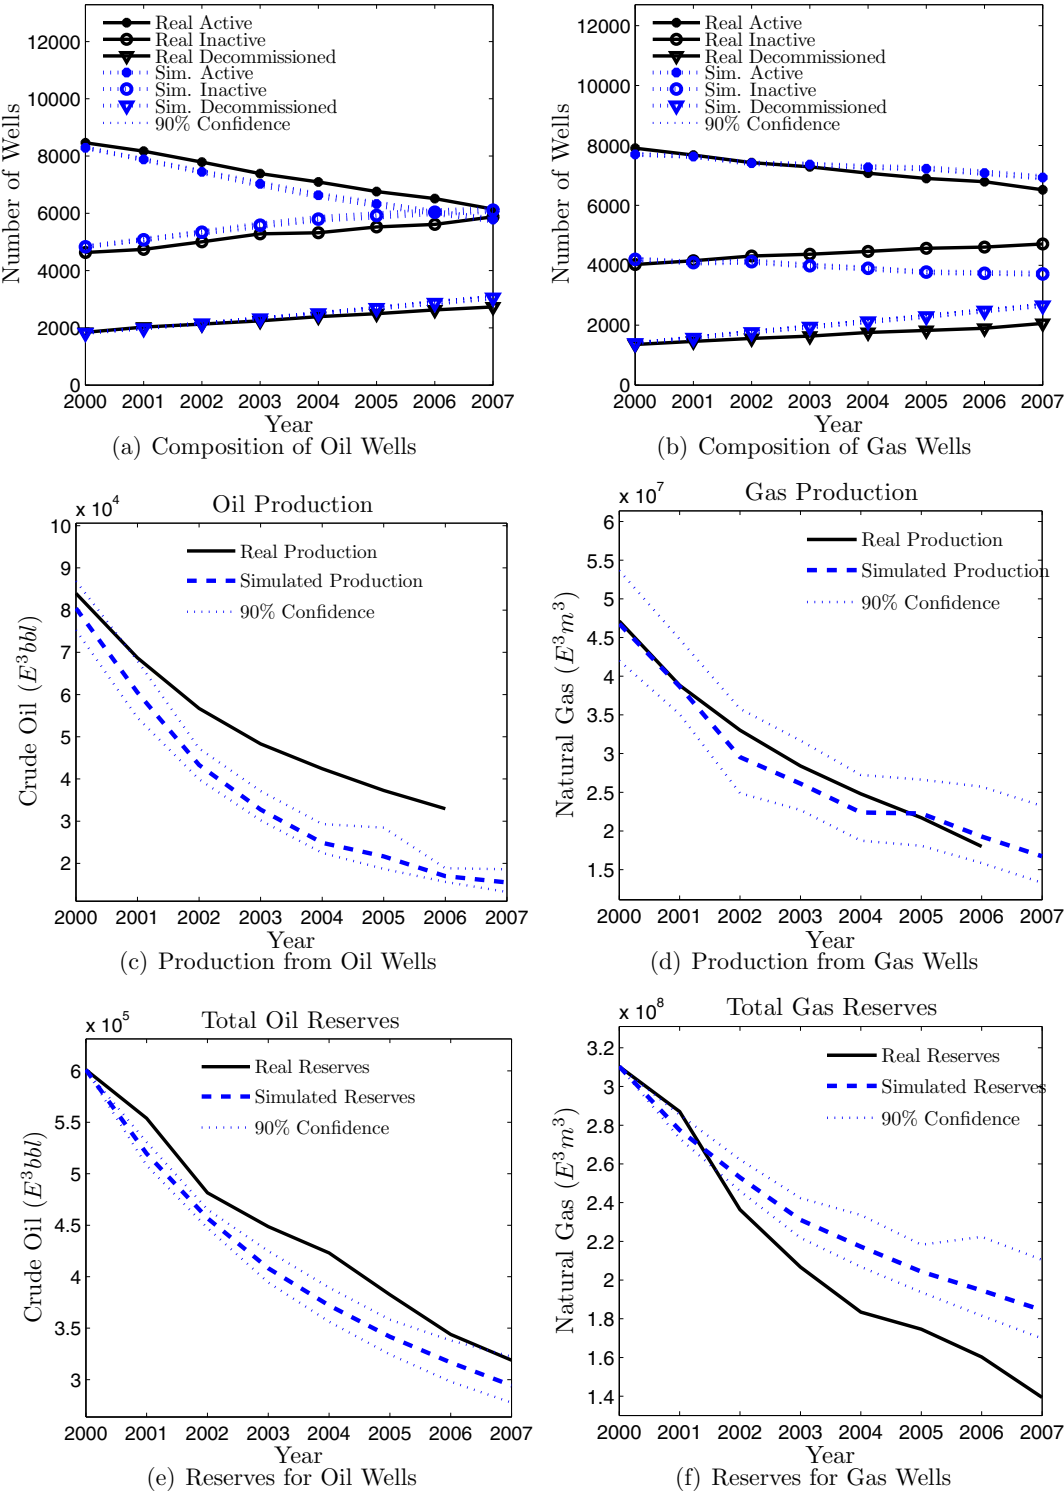 Real Active
Real Inactive
Real Decommissioned
Sim. Active
Sim. Inactive
Sim. Decommissioned
90% Confidence
12000
10000
8000
6000
4000
2000
0
Number of Wells
2000 2001 2002 2003 2004 2005 2006 2007
Year
(a) Composition of Oil Wells
Real Active
Real Inactive
Real Decommissioned
Sim. Active
Sim. Inactive
Sim. Decommissioned
90% Confidence
12000
10000
8000
6000
4000
2000
0
Number of Wells
2000 2001 2002 2003 2004 2005 2006 2007
Year
(b) Composition of Gas Wells
x 10^4
Oil Production
Real Production
Simulated Production
90% Confidence
10
9
8
7
6
5
4
3
2
Crude Oil (E^3bbl)
2000 2001 2002 2003 2004 2005 2006 2007
Year
(c) Production from Oil Wells
x 10^7
Gas Production
Real Production
Simulated Production
90% Confidence
6
5.5
5
4.5
4
3.5
3
2.5
2
1.5
Natural Gas (E^3m^3)
2000 2001 2002 2003 2004 2005 2006 2007
Year
(d) Production from Gas Wells
x 10^5
Total Oil Reserves
Real Reserves
Simulated Reserves
90% Confidence
6
5.5
5
4.5
4
3.5
3
Crude Oil (E^3bbl)
2000 2001 2002 2003 2004 2005 2006 2007
Year
(e) Reserves for Oil Wells
x 10^8
Total Gas Reserves
Real Reserves
Simulated Reserves
90% Confidence
3.2
3
2.8
2.6
2.4
2.2
2
1.8
1.6
1.4
Natural Gas (E^3m^3)
2000 2001 2002 2003 2004 2005 2006 2007
Year
(f) Reserves for Gas Wells